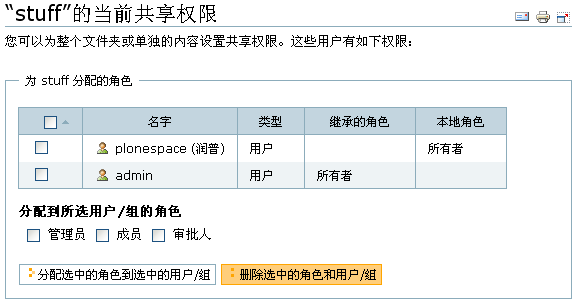 “stuff”的当前共享权限
您可以为整个文件夹或单独的内容设置共享权限。这些用户有如下权限：
为 stuff 分配的角色
名字 类型 继承的角色 本地角色
plonespace (润普) 用户 所有者
admin 用户 所有者
分配到所选用户/组的角色
管理员 成员 审批人
分配选中的角色到选中的用户/组 删除选中的角色和用户/组